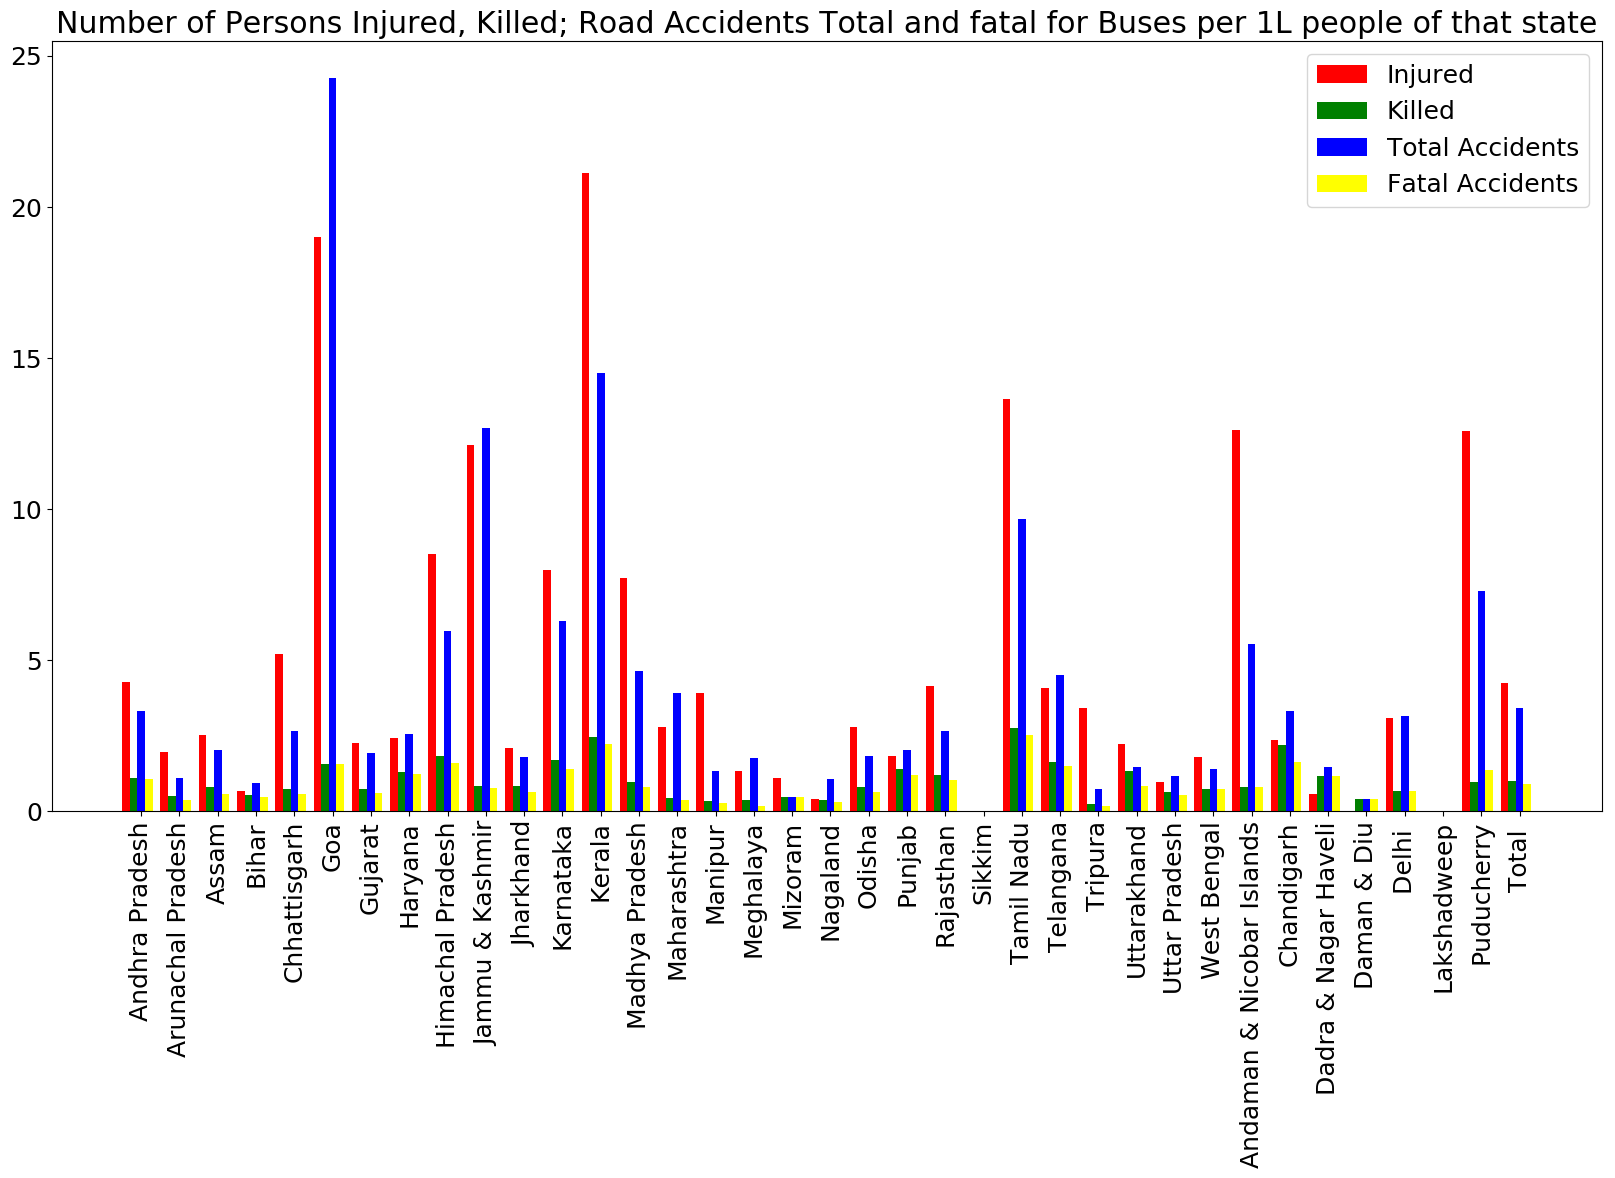 Number of Persons Injured, Killed; Road Accidents Total and fatal for Buses per 1L people of that state
25
20
15
10
5
0
Injured
Killed
Total Accidents
Fatal Accidents
Andhra Pradesh
Arunachal Pradesh
Assam
Bihar
Chhattisgarh
Goa
Gujarat
Haryana
Himachal Pradesh
Jammu & Kashmir
Jharkhand
Karnataka
Kerala
Madhya Pradesh
Maharashtra
Manipur
Meghalaya
Mizoram
Nagaland
Odisha
Punjab
Rajasthan
Sikkim
Tamil Nadu
Telangana
Tripura
Uttarakhand
Uttar Pradesh
West Bengal
Andaman & Nicobar Islands
Chandigarh
Dadra & Nagar Haveli
Daman & Diu
Delhi
Lakshadweep
Puducherry
Total